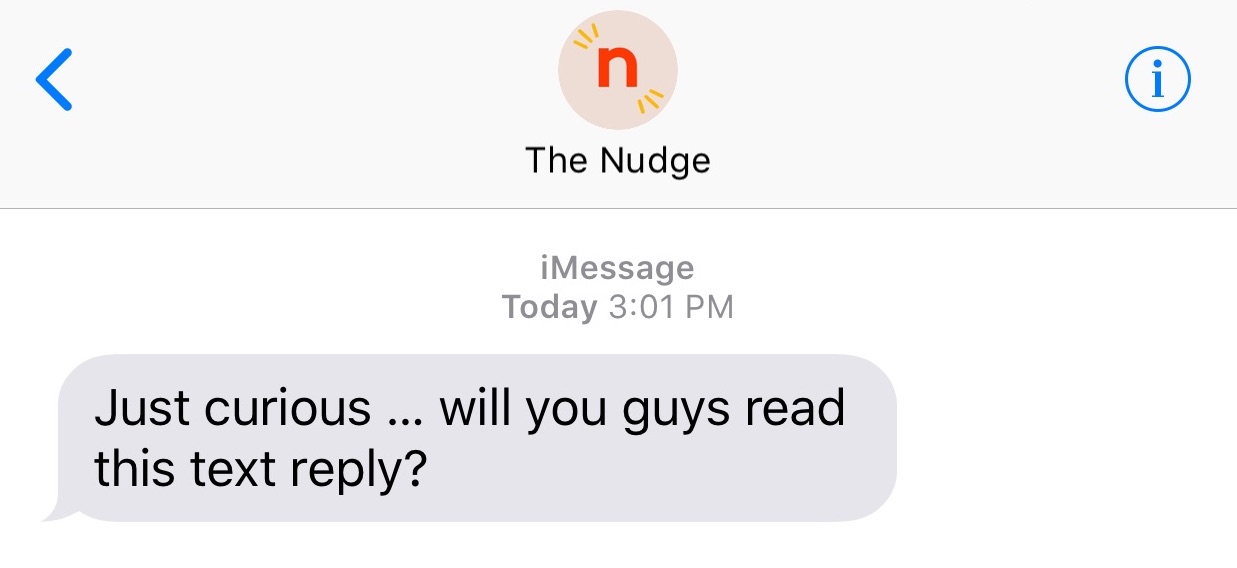 n
The Nudge
i
iMessage
Today 3:01 PM
Just curious ... will you guys read
this text reply?